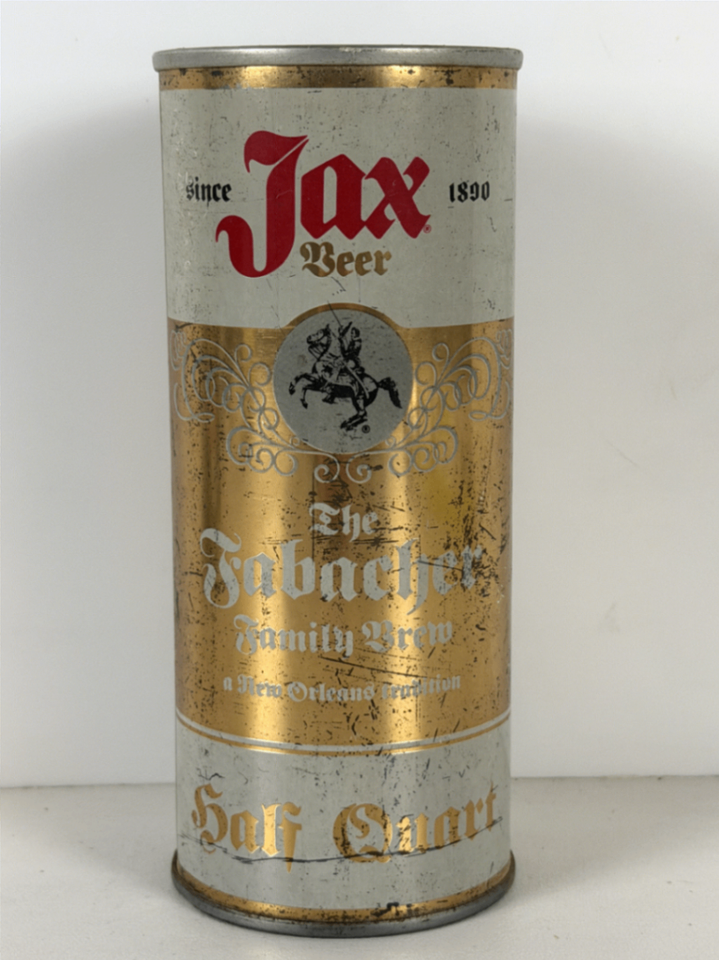 since Jax 1890
Beer
The
Fabacher
Family Brew
a New Orleans tradition
Half Quart